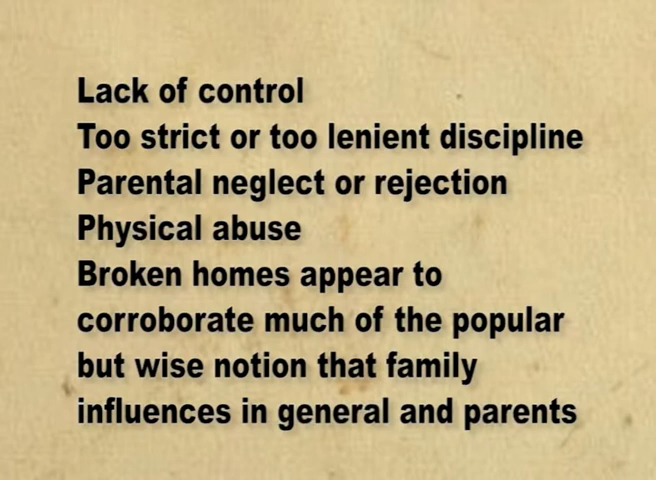 Lack of control
Too strict or too lenient discipline
Parental neglect or rejection
Physical abuse
Broken homes appear to
corroborate much of the popular
but wise notion that family
influences in general and parents